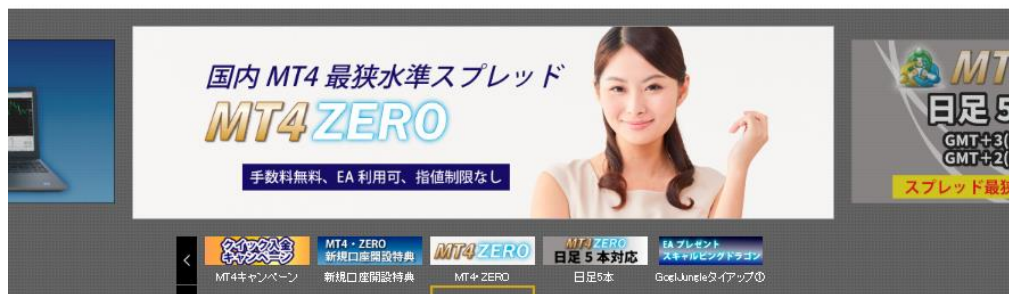 国内 MT4 最狭水準スプレッド
MT4 ZERO
手数料無料、EA 利用可、指値制限なし
MT
日足 5
GMT+3(
GMT+2(
スプレッド最狭
クイック入金
キャンペーン
MT4キャンペーン
MT4・ZERO
新規口座開設特典
新規口座開設特典
MT4 ZERO
MT4・ZERO
MT4 ZERO
日足 5 本対応
日足5本
EA プレゼント
スキャルピングドラゴン
GogoJungleタイアップ①